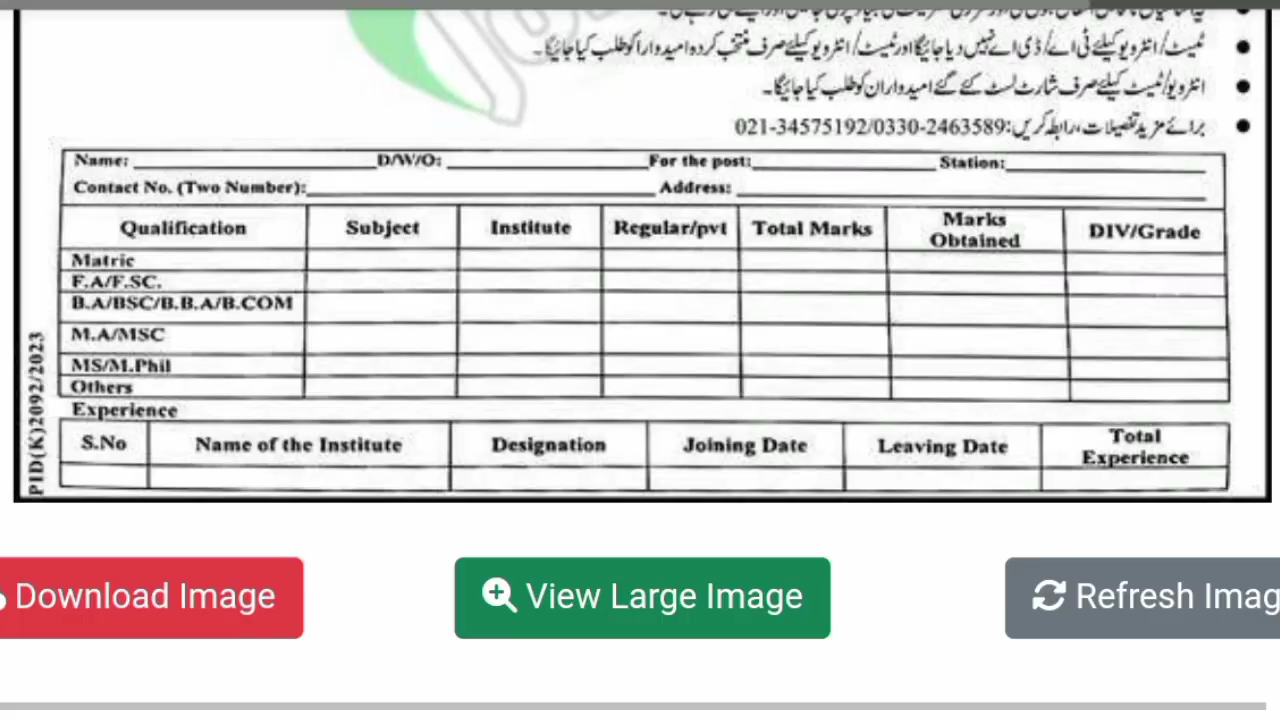 ٹیسٹ/انٹرویو کیلئے ٹی اے/ڈی اے نہیں دیا جائیگا اور ٹیسٹ/انٹرویو کیلئے صرف منتخب کردہ امیدوار کو طلب کیا جائیگا۔
انٹرویو/ٹیسٹ کیلئے صرف شارٹ لسٹ کئے گئے امیدواران کو طلب کیا جائیگا۔
برائے مزید تفصیلات رابطہ کریں:021-34575192/0330-2463589
Name: D/W/O: For the post: Station:
Contact No. (Two Number): Address:
Qualification Subject Institute Regular/pvt Total Marks Marks Obtained DIV/Grade
Matric
F.A/F.SC.
B.A/BSC/B.B.A/B.COM
M.A/MSC
MS/M.Phil
Others
Experience
S.No Name of the Institute Designation Joining Date Leaving Date Total Experience
PID(K)2092/2023
Download Image
View Large Image
Refresh Imag